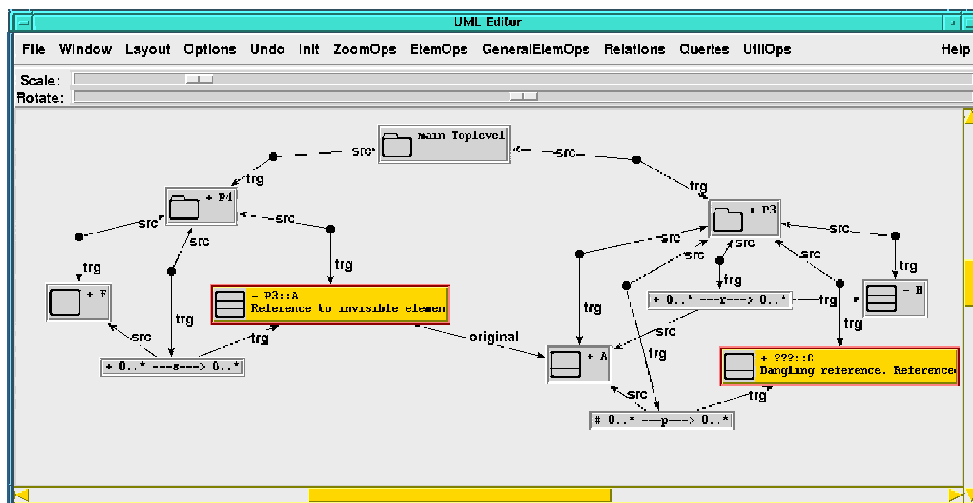 UML Editor
File Window Layout Options Undo Init ZoomOps ElemOps GeneralElemOps Relations Queries UtilOps Help
Scale:
Rotate:
main Toplevel
src
src
trg
trg
+ P4
P3
src
src
src
src
src
src
src
trg
trg
trg
trg
trg
trg
trg
+ F
- P3::A
Reference to invisible elemen
+ 0..* ---r---> 0..*
- B
trg
src
src
trg
original
trg
+ A
+ ???::C
Dangling reference. Reference
+ 0..* ---s---> 0..*
src
trg
# 0..* ---p---> 0..*